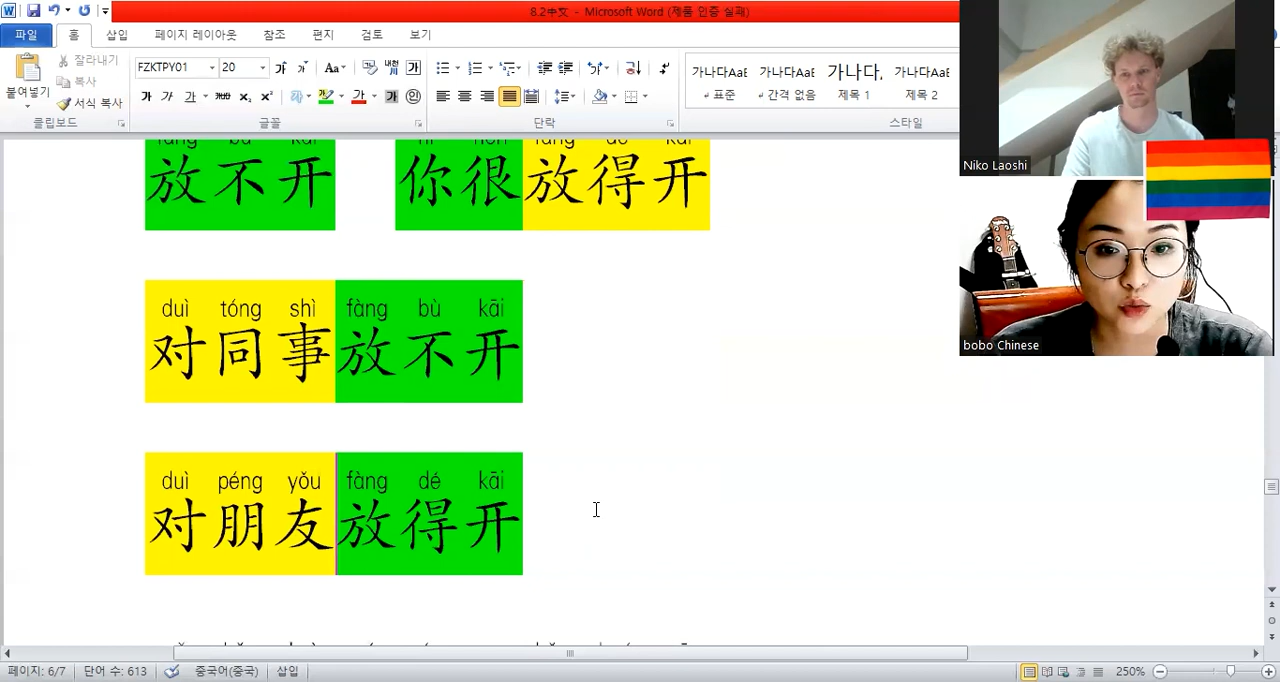 8.2中文 - Microsoft Word (제품 인증 실패)
파일 홈 삽입 페이지 레이아웃 참조 편지 검토 보기
붙여넣기 잘라내기 복사 서식 복사
FZKTPY01 20
가나다AaE 가나다AaE 가나다, 가나다AaE
표준 간격 없음 제목 1 제목 2
클립보드 글꼴 단락 스타일
Niko Laoshi
放不开 你很放得开
duì tóng shì fàng bù kāi
对同事放不开
bobo Chinese
duì péng yǒu fàng dé kāi
对朋友放得开
페이지: 6/7 단어 수: 613 중국어(중국) 삽입 250%